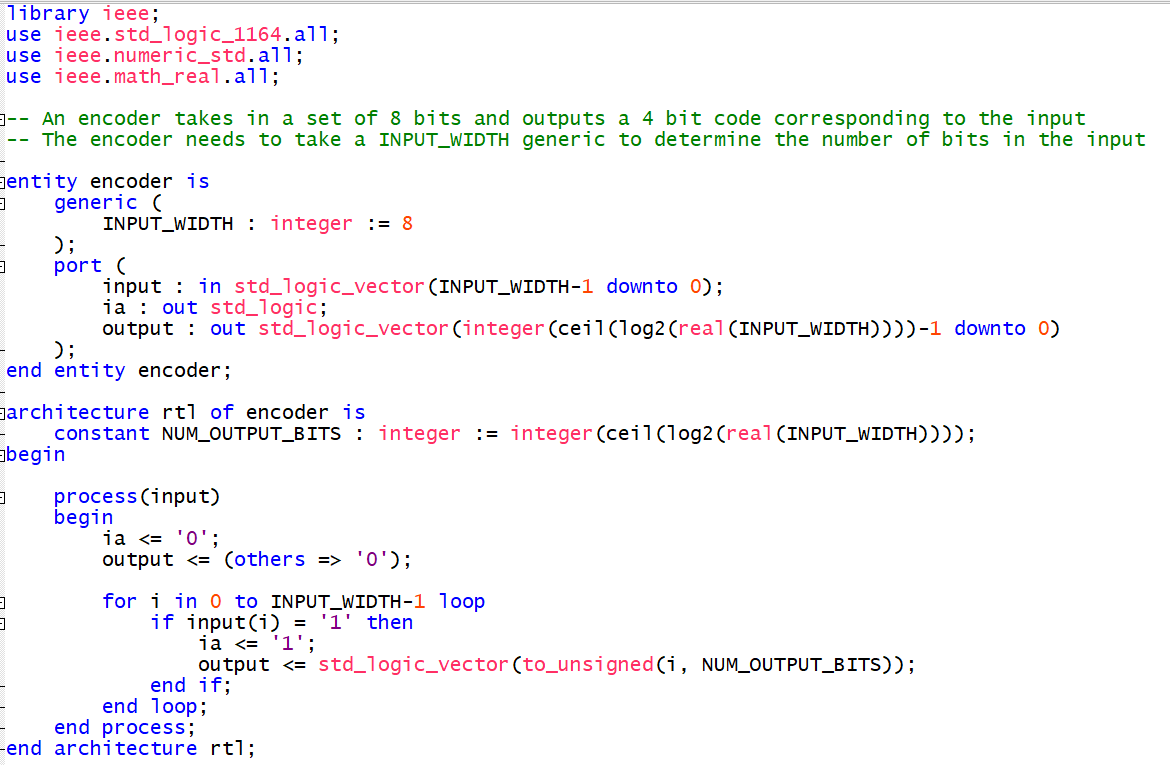 library ieee;
use ieee.std_logic_1164.all;
use ieee.numeric_std.all;
use ieee.math_real.all;

-- An encoder takes in a set of 8 bits and outputs a 4 bit code corresponding to the input
-- The encoder needs to take a INPUT_WIDTH generic to determine the number of bits in the input

entity encoder is
    generic (
        INPUT_WIDTH : integer := 8
    );
    port (
        input : in std_logic_vector(INPUT_WIDTH-1 downto 0);
        ia : out std_logic;
        output : out std_logic_vector(integer(ceil(log2(real(INPUT_WIDTH))))-1 downto 0)
    );
end entity encoder;

architecture rtl of encoder is
    constant NUM_OUTPUT_BITS : integer := integer(ceil(log2(real(INPUT_WIDTH))));
begin

    process(input)
    begin
        ia <= '0';
        output <= (others => '0');

        for i in 0 to INPUT_WIDTH-1 loop
            if input(i) = '1' then
                ia <= '1';
                output <= std_logic_vector(to_unsigned(i, NUM_OUTPUT_BITS));
            end if;
        end loop;
    end process;
end architecture rtl;